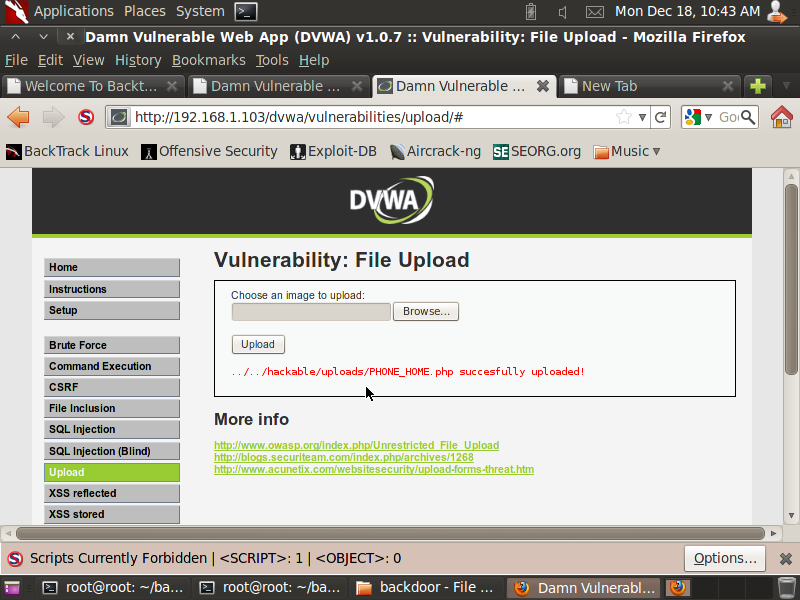 Applications Places System Mon Dec 18, 10:43 AM
Damn Vulnerable Web App (DVWA) v1.0.7 :: Vulnerability: File Upload - Mozilla Firefox
File Edit View History Bookmarks Tools Help
Welcome To Backt... Damn Vulnerable ... Damn Vulnerable ... New Tab
http://192.168.1.103/dvwa/vulnerabilities/upload/# Go
BackTrack Linux Offensive Security Exploit-DB Aircrack-ng SEORG.org Music
DVWA
Vulnerability: File Upload
Home
Instructions
Setup
Brute Force
Command Execution
CSRF
File Inclusion
SQL Injection
SQL Injection (Blind)
Upload
XSS reflected
XSS stored
Choose an image to upload:
Browse...
Upload
../../hackable/uploads/PHONE_HOME.php succesfully uploaded!
More info
http://www.owasp.org/index.php/Unrestricted_File_Upload
http://blogs.securiteam.com/index.php/archives/1268
http://www.acunetix.com/websitesecurity/upload-forms-threat.htm
Scripts Currently Forbidden | <SCRIPT>: 1 | <OBJECT>: 0 Options...
root@root: ~/ba... root@root: ~/ba... backdoor - File ... Damn Vulnerabl...